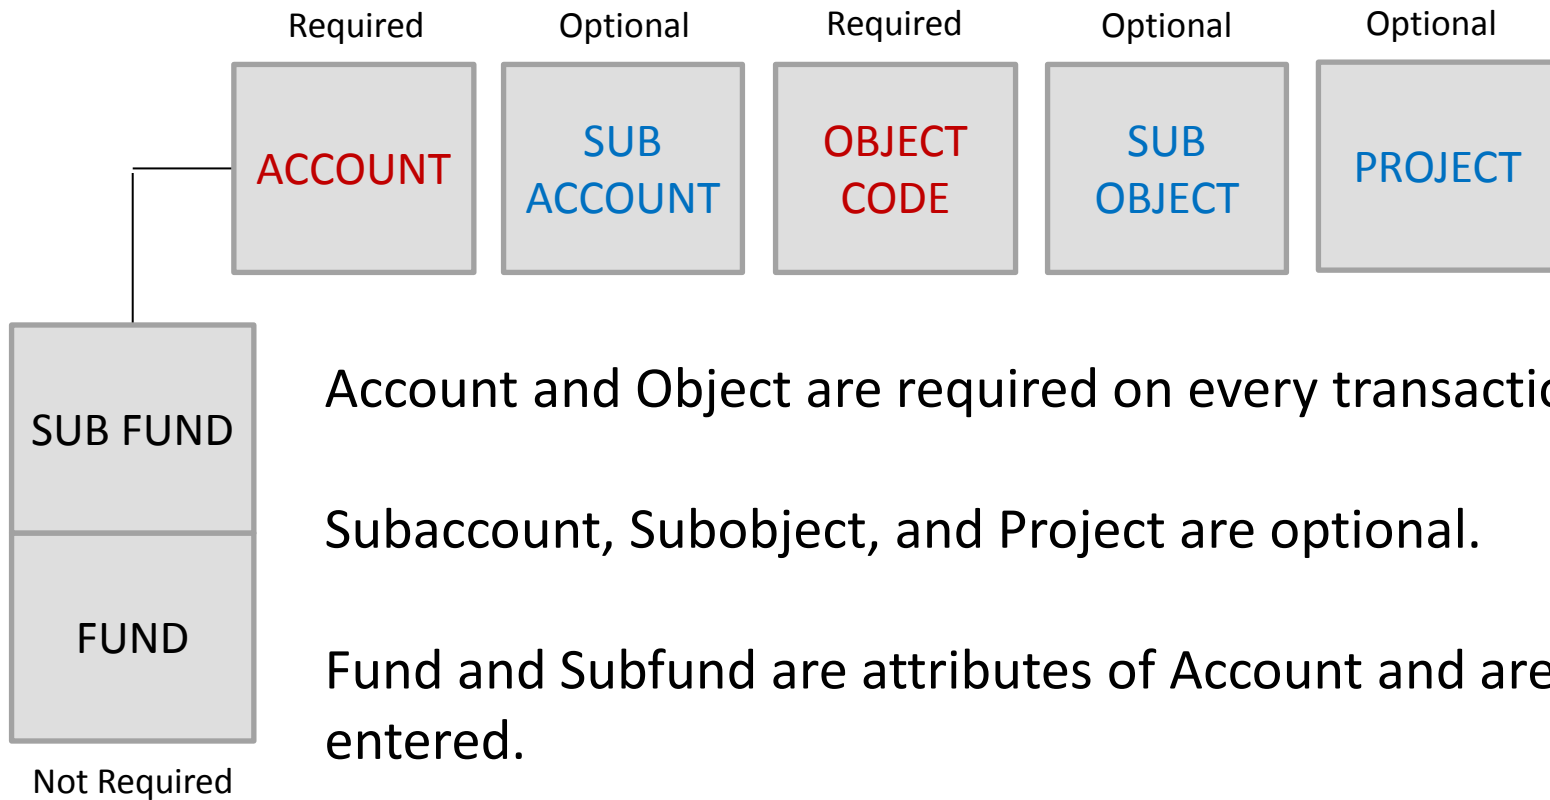 Required Optional Required Optional Optional
ACCOUNT
SUB
ACCOUNT
OBJECT
CODE
SUB
OBJECT
PROJECT
SUB FUND
FUND
Not Required
Account and Object are required on every
Subaccount, Subobject, and Project are optional.
Fund and Subfund are attributes of Account and are
entered.